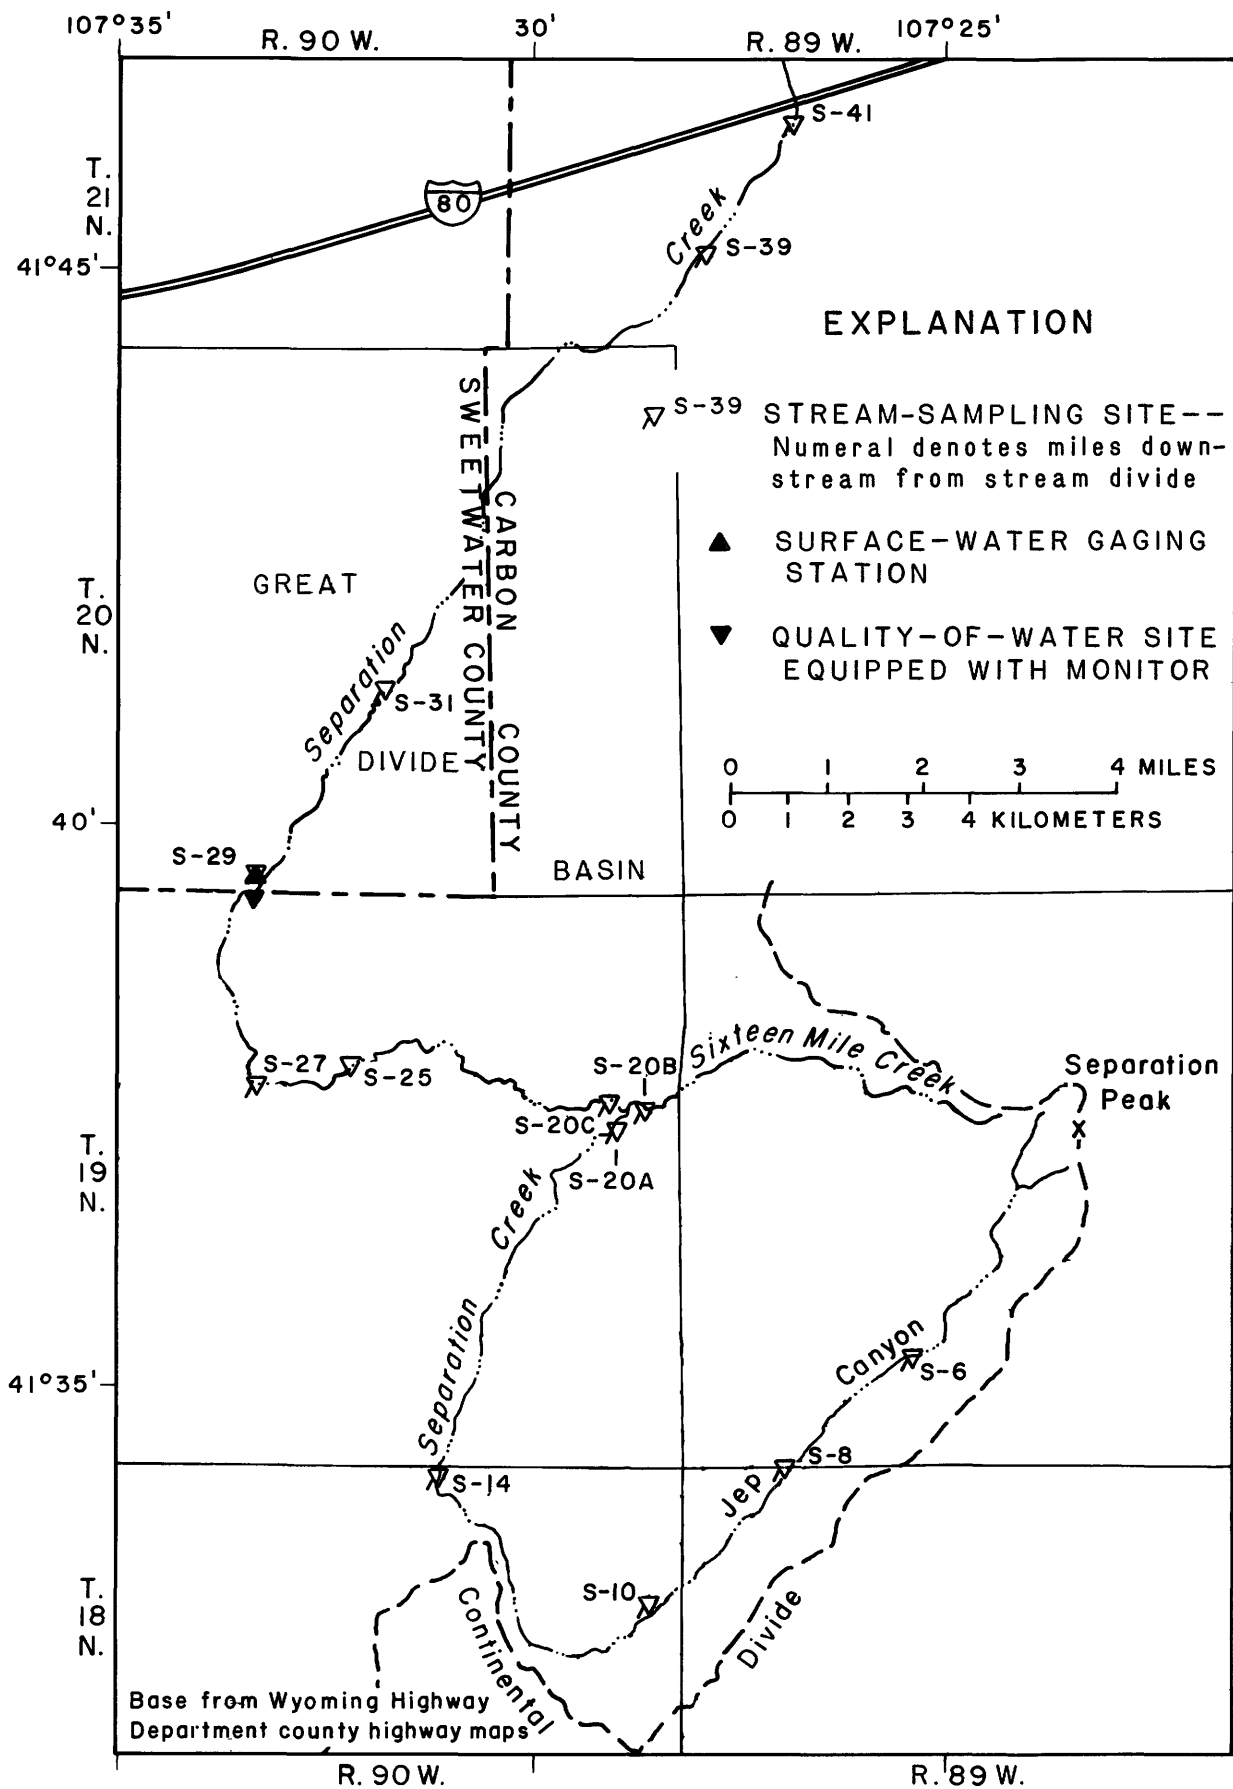 107°35'
30'
107°25'
R. 90 W.
R. 89 W.
S-41
T.
21
N.
80
Creek
S-39
41°45'
EXPLANATION
S-39 STREAM-SAMPLING SITE--
Numeral denotes miles down-
stream from stream divide
SURFACE-WATER GAGING
STATION
QUALITY-OF-WATER SITE
EQUIPPED WITH MONITOR
SWEETWATER COUNTY
CARBON COUNTY
GREAT
T.
20
N.
Separation
S-31
DIVIDE
0 1 2 3 4 MILES
0 1 2 3 4 KILOMETERS
40'
S-29
BASIN
Sixteen Mile Creek
S-27
S-25
S-20B
Separation
Peak
x
S-20C
S-20A
T.
19
N.
Separation Creek
Jep Canyon
S-6
41°35'
S-8
S-14
S-10
T.
18
N.
Continental Divide
Base from Wyoming Highway
Department county highway maps
R. 90 W.
R. 89 W.